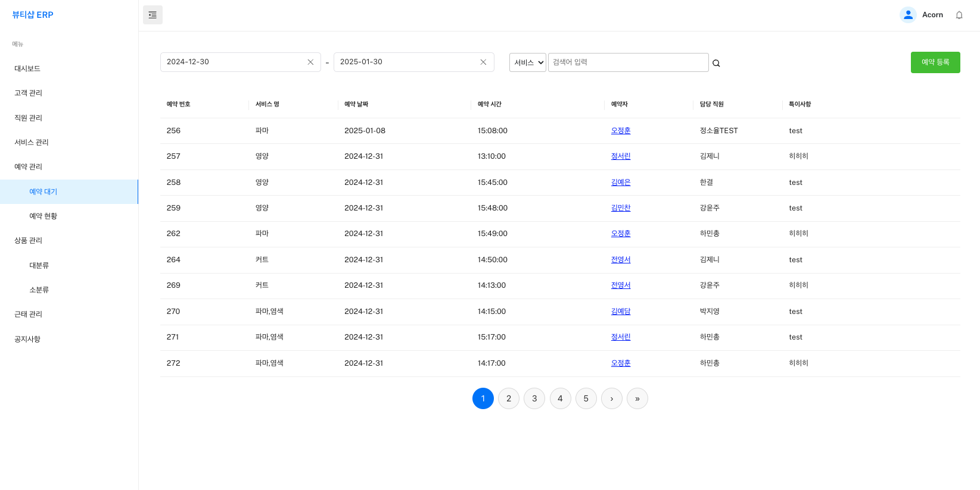 뷰티샵 ERP
Acorn
메뉴
대시보드
고객 관리
직원 관리
서비스 관리
예약 관리
예약 대기
예약 현황
상품 관리
대분류
소분류
근태 관리
공지사항
2024-12-30 - 2025-01-30 서비스 검색어 입력 예약 등록
예약 번호 서비스 명 예약 날짜 예약 시간 예약자 담당 직원 특이사항
256 파마 2025-01-08 15:08:00 오정훈 정소율TEST test
257 영양 2024-12-31 13:10:00 정서린 김제니 히히히
258 영양 2024-12-31 15:45:00 김예은 한결 test
259 영양 2024-12-31 15:48:00 김민찬 강윤주 test
262 파마 2024-12-31 15:49:00 오정훈 하민총 히히히
264 커트 2024-12-31 14:50:00 전영서 김제니 test
269 커트 2024-12-31 14:13:00 전영서 강윤주 히히히
270 파마,염색 2024-12-31 14:15:00 김예담 박지영 test
271 파마,염색 2024-12-31 15:17:00 정서린 하민총 test
272 파마,염색 2024-12-31 14:17:00 오정훈 하민총 히히히
1 2 3 4 5 › »